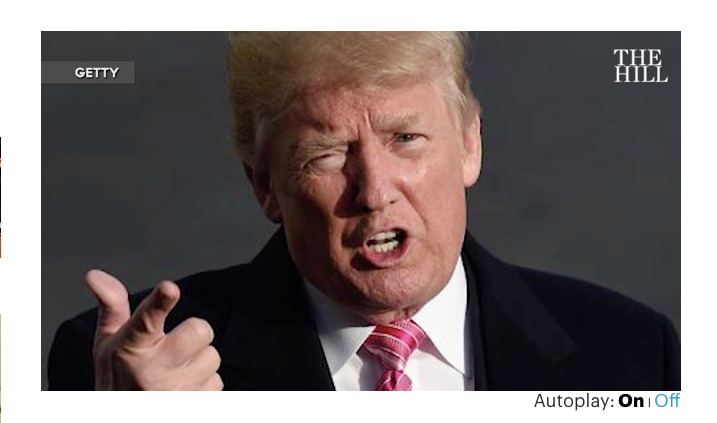 GETTY
THE
HILL
Autoplay: On | Off